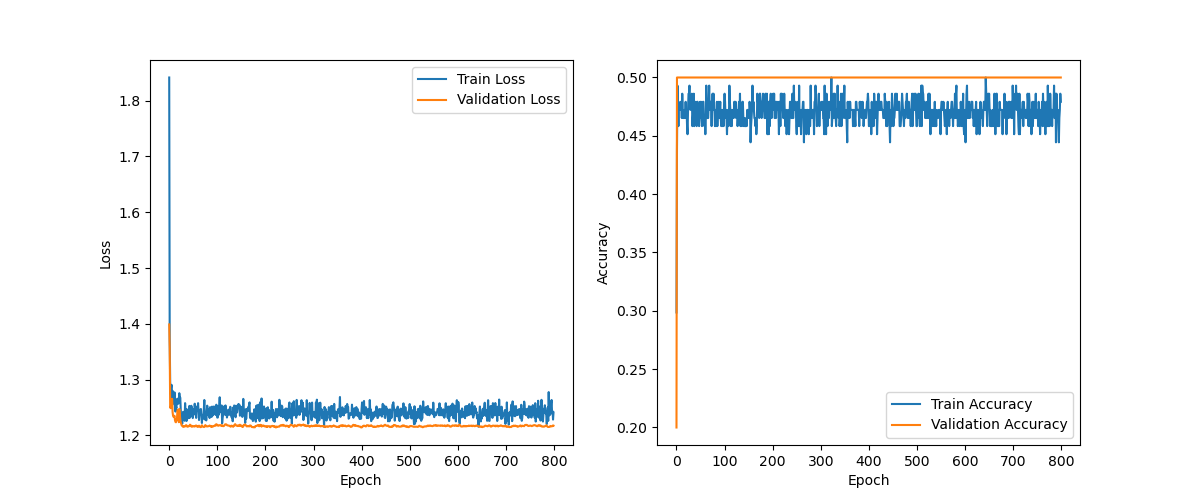 Train Loss
Validation Loss
1.8
1.7
1.6
1.5
1.4
1.3
1.2
Loss
0 100 200 300 400 500 600 700 800
Epoch
0.50
0.45
0.40
0.35
0.30
0.25
0.20
Accuracy
Train Accuracy
Validation Accuracy
0 100 200 300 400 500 600 700 800
Epoch